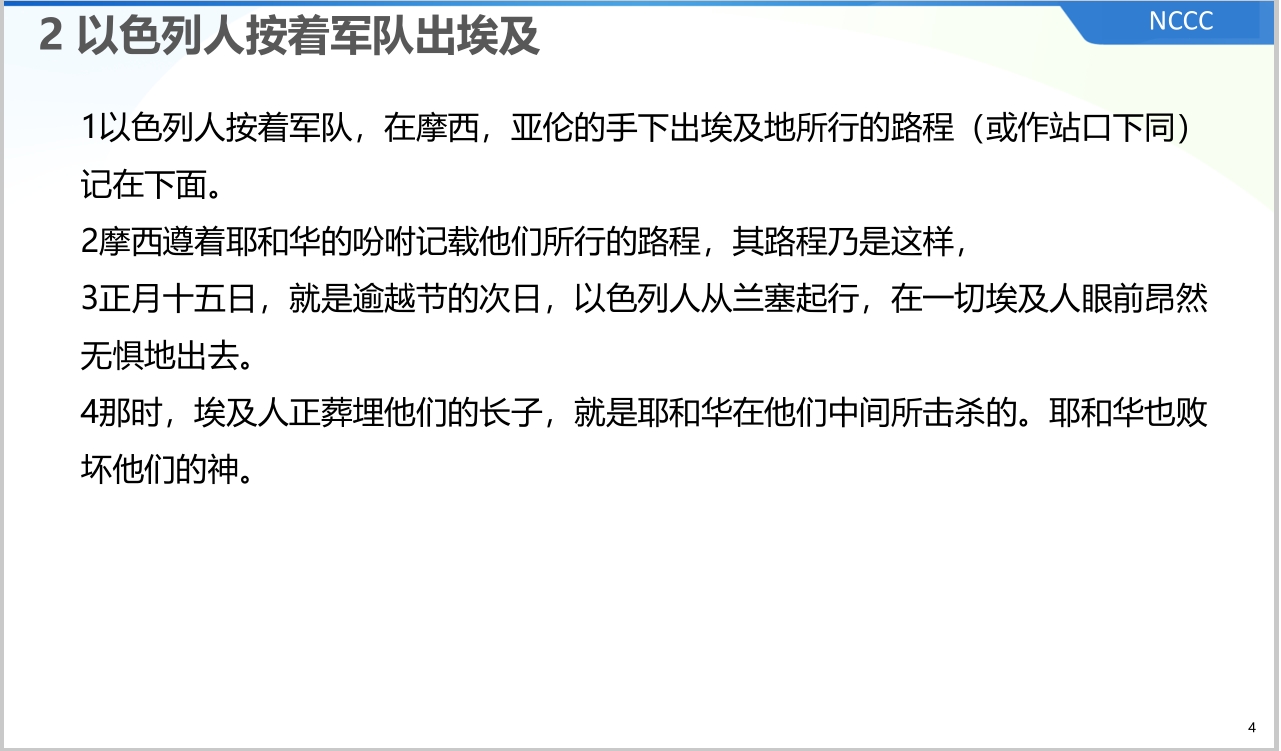 NCCC
2 以色列人按着军队出埃及
1以色列人按着军队，在摩西，亚伦的手下出埃及地所行的路程（或作站口下同）
记在下面。
2摩西遵着耶和华的吩咐记载他们所行的路程，其路程乃是这样，
3正月十五日，就是逾越节的次日，以色列人从兰塞起行，在一切埃及人眼前昂然
无惧地出去。
4那时，埃及人正葬埋他们的长子，就是耶和华在他们中间所击杀的。耶和华也败
坏他们的神。
4